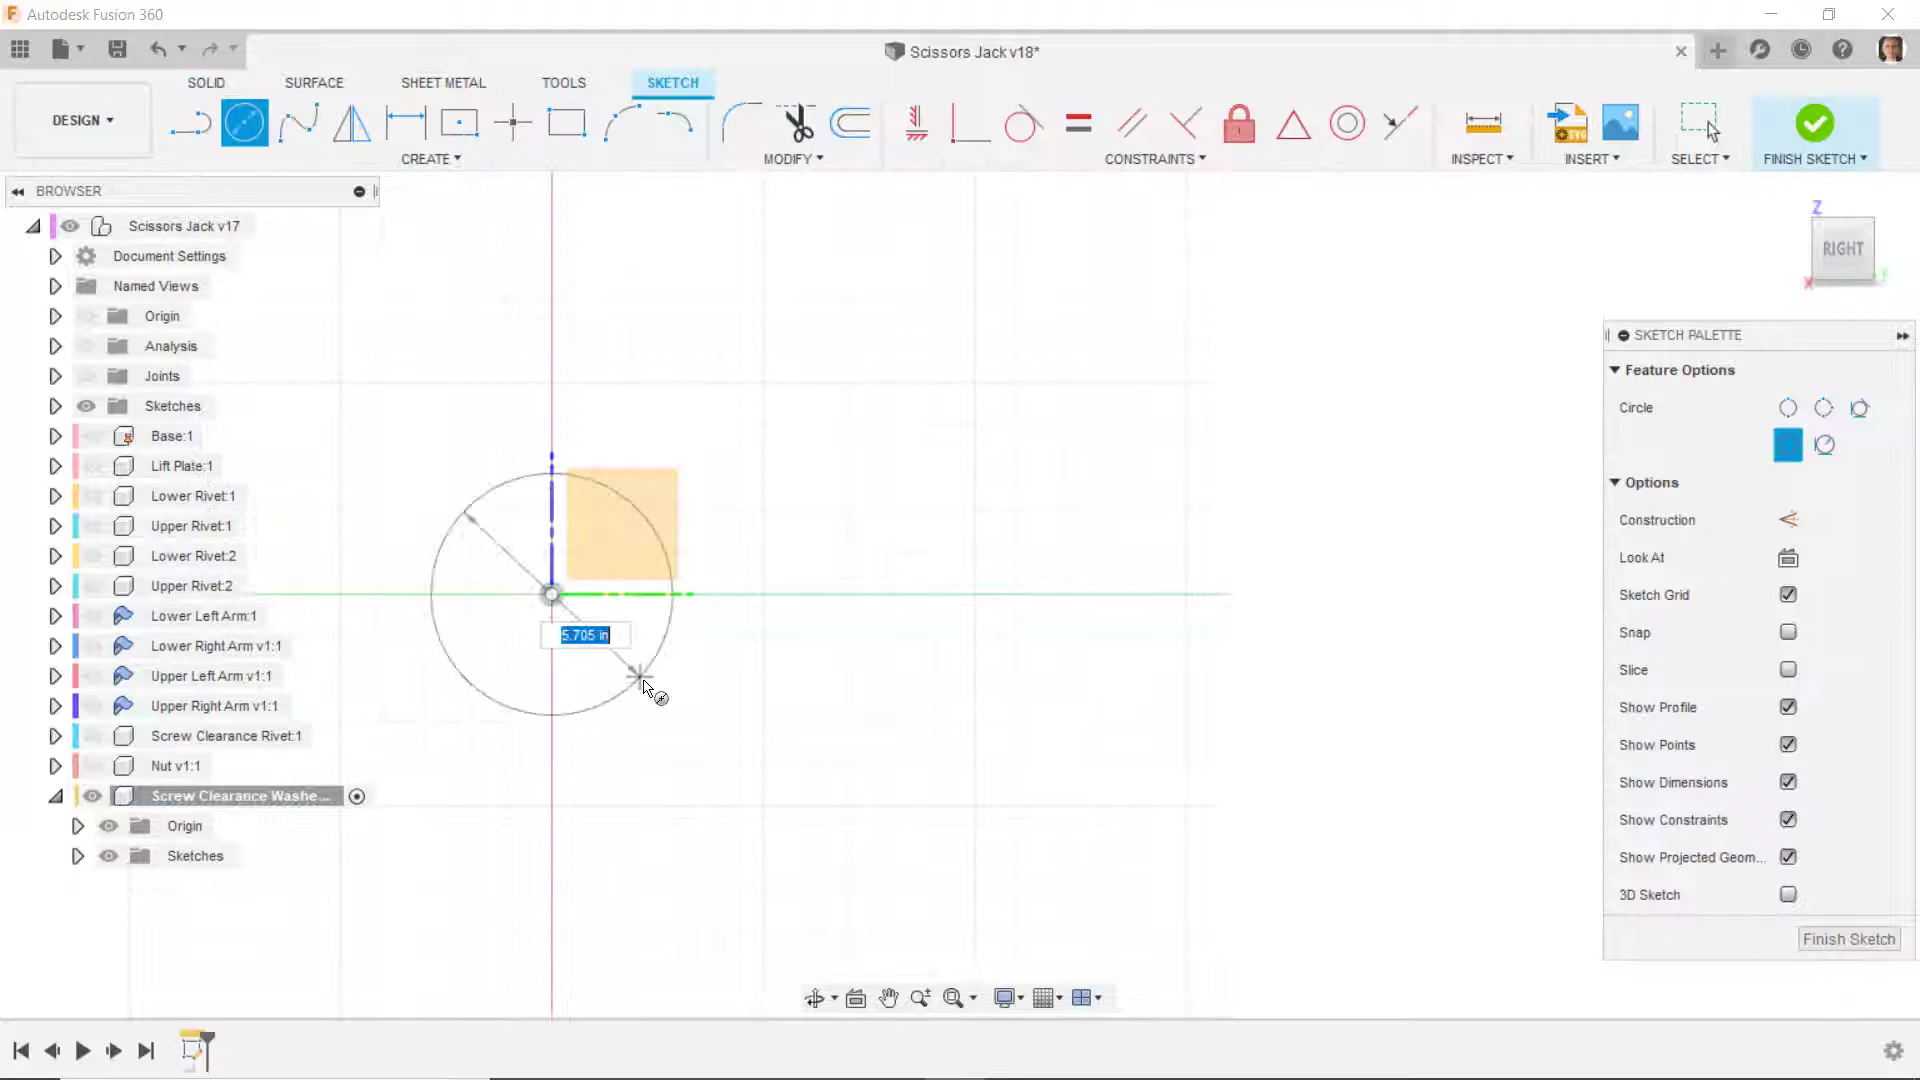 Autodesk Fusion 360
Scissors Jack v18*
SOLID
SURFACE
SHEET METAL
TOOLS
SKETCH
DESIGN
CREATE
MODIFY
CONSTRAINTS
INSPECT
INSERT
SELECT
FINISH SKETCH
SVG
BROWSER
Scissors Jack v17
Document Settings
Named Views
Origin
Analysis
Joints
Sketches
Base:1
Lift Plate:1
Lower Rivet:1
Upper Rivet:1
Lower Rivet:2
Upper Rivet:2
Lower Left Arm:1
Lower Right Arm v1:1
Upper Left Arm v1:1
Upper Right Arm v1:1
Screw Clearance Rivet:1
Nut v1:1
Screw Clearance Washe...
Origin
Sketches
5.705 in
Z
RIGHT
X
SKETCH PALETTE
Feature Options
Circle
Options
Construction
Look At
Sketch Grid
Snap
Slice
Show Profile
Show Points
Show Dimensions
Show Constraints
Show Projected Geom...
3D Sketch
Finish Sketch